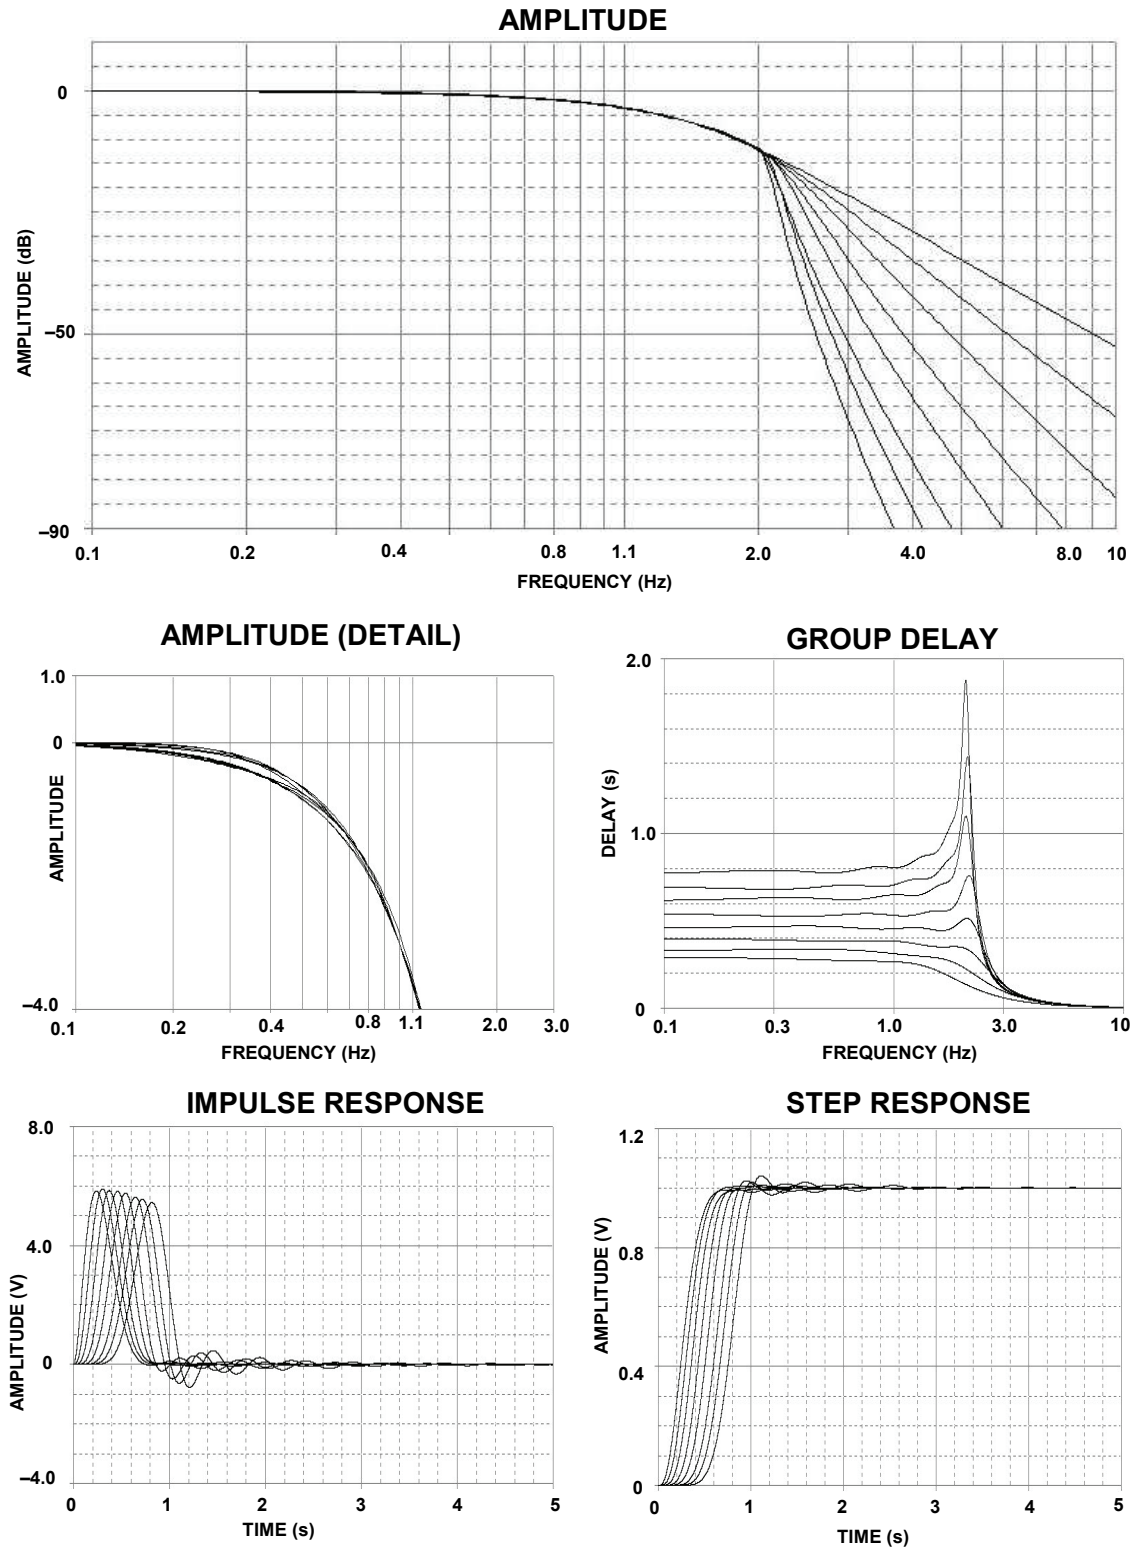 AMPLITUDE
0
–50
–90
AMPLITUDE (dB)
0.1 0.2 0.4 0.8 1.1 2.0 4.0 8.0 10
FREQUENCY (Hz)
AMPLITUDE (DETAIL)
1.0
0
–4.0
AMPLITUDE
0.1 0.2 0.4 0.8 1.1 2.0 3.0
FREQUENCY (Hz)
GROUP DELAY
2.0
1.0
0
DELAY (s)
0.1 0.3 1.0 3.0 10
FREQUENCY (Hz)
IMPULSE RESPONSE
8.0
4.0
0
–4.0
AMPLITUDE (V)
0 1 2 3 4 5
TIME (s)
STEP RESPONSE
1.2
0.8
0.4
0
AMPLITUDE (V)
0 1 2 3 4 5
TIME (s)